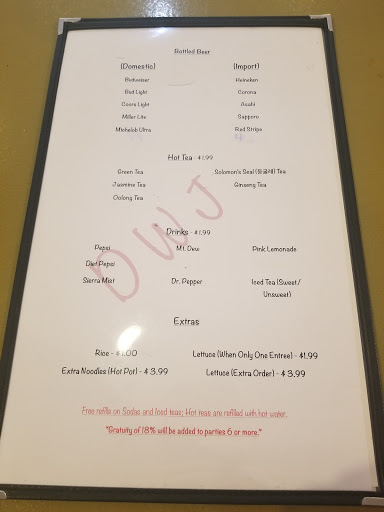 Bottled Beer
(Domestic) (Import)
Budweiser Heineken
Bud Light Corona
Coors Light Asahi
Miller Lite Sapporo
Michelob Ultra Red Stripe
Hot Tea - $1.99
Green Tea Solomon's Seal (둥굴레) Tea
Jasmine Tea Ginseng Tea
Oolong Tea
Drinks - $1.99
Pepsi Mt. Dew Pink Lemonade
Diet Pepsi
Sierra Mist Dr. Pepper Iced Tea (Sweet/
Unsweet)
DWJ
Extras
Rice - $1.00 Lettuce (When Only One Entree) - $1.99
Extra Noodles (Hot Pot) - $3.99 Lettuce (Extra Order) - $3.99
Free refills on Sodas and Iced teas; Hot teas are refilled with hot water.
"Gratuity of 18% will be added to parties 6 or more."